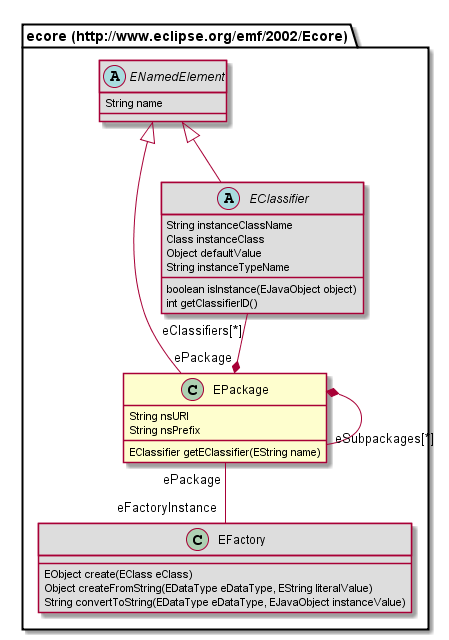 ecore (http://www.eclipse.org/emf/2002/Ecore)
A ENamedElement
String name
A EClassifier
String instanceClassName
Class instanceClass
Object defaultValue
String instanceTypeName
boolean isInstance(EJavaObject object)
int getClassifierID()
eClassifiers[*]
ePackage
C EPackage
String nsURI
String nsPrefix
EClassifier getEClassifier(EString name)
eSubpackages[*]
ePackage
eFactoryInstance
C EFactory
EObject create(EClass eClass)
Object createFromString(EDataType eDataType, EString literalValue)
String convertToString(EDataType eDataType, EJavaObject instanceValue)